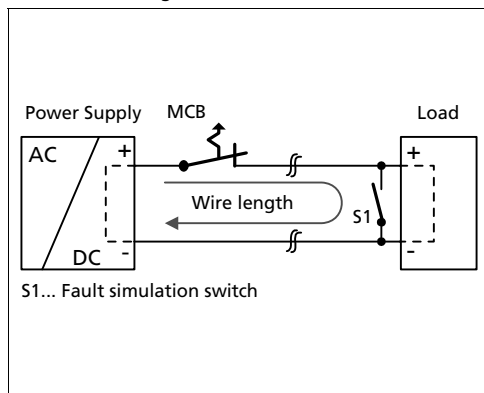 Power Supply
MCB
Load
AC
+
+
Wire length
S1
DC
-
-
S1... Fault simulation switch